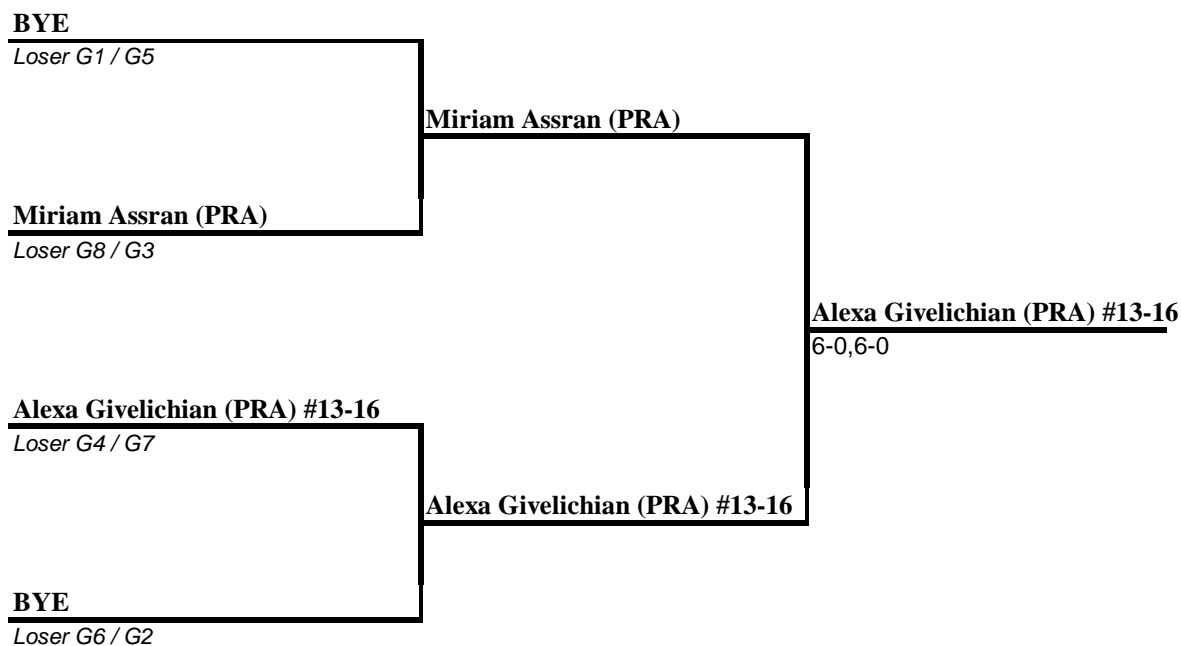 BYE
Loser G1 / G5
Miriam Assran (PRA)
Miriam Assran (PRA)
Loser G8 / G3
Alexa Givelichian (PRA) #13-16
6-0,6-0
Alexa Givelichian (PRA) #13-16
Loser G4 / G7
Alexa Givelichian (PRA) #13-16
BYE
Loser G6 / G2